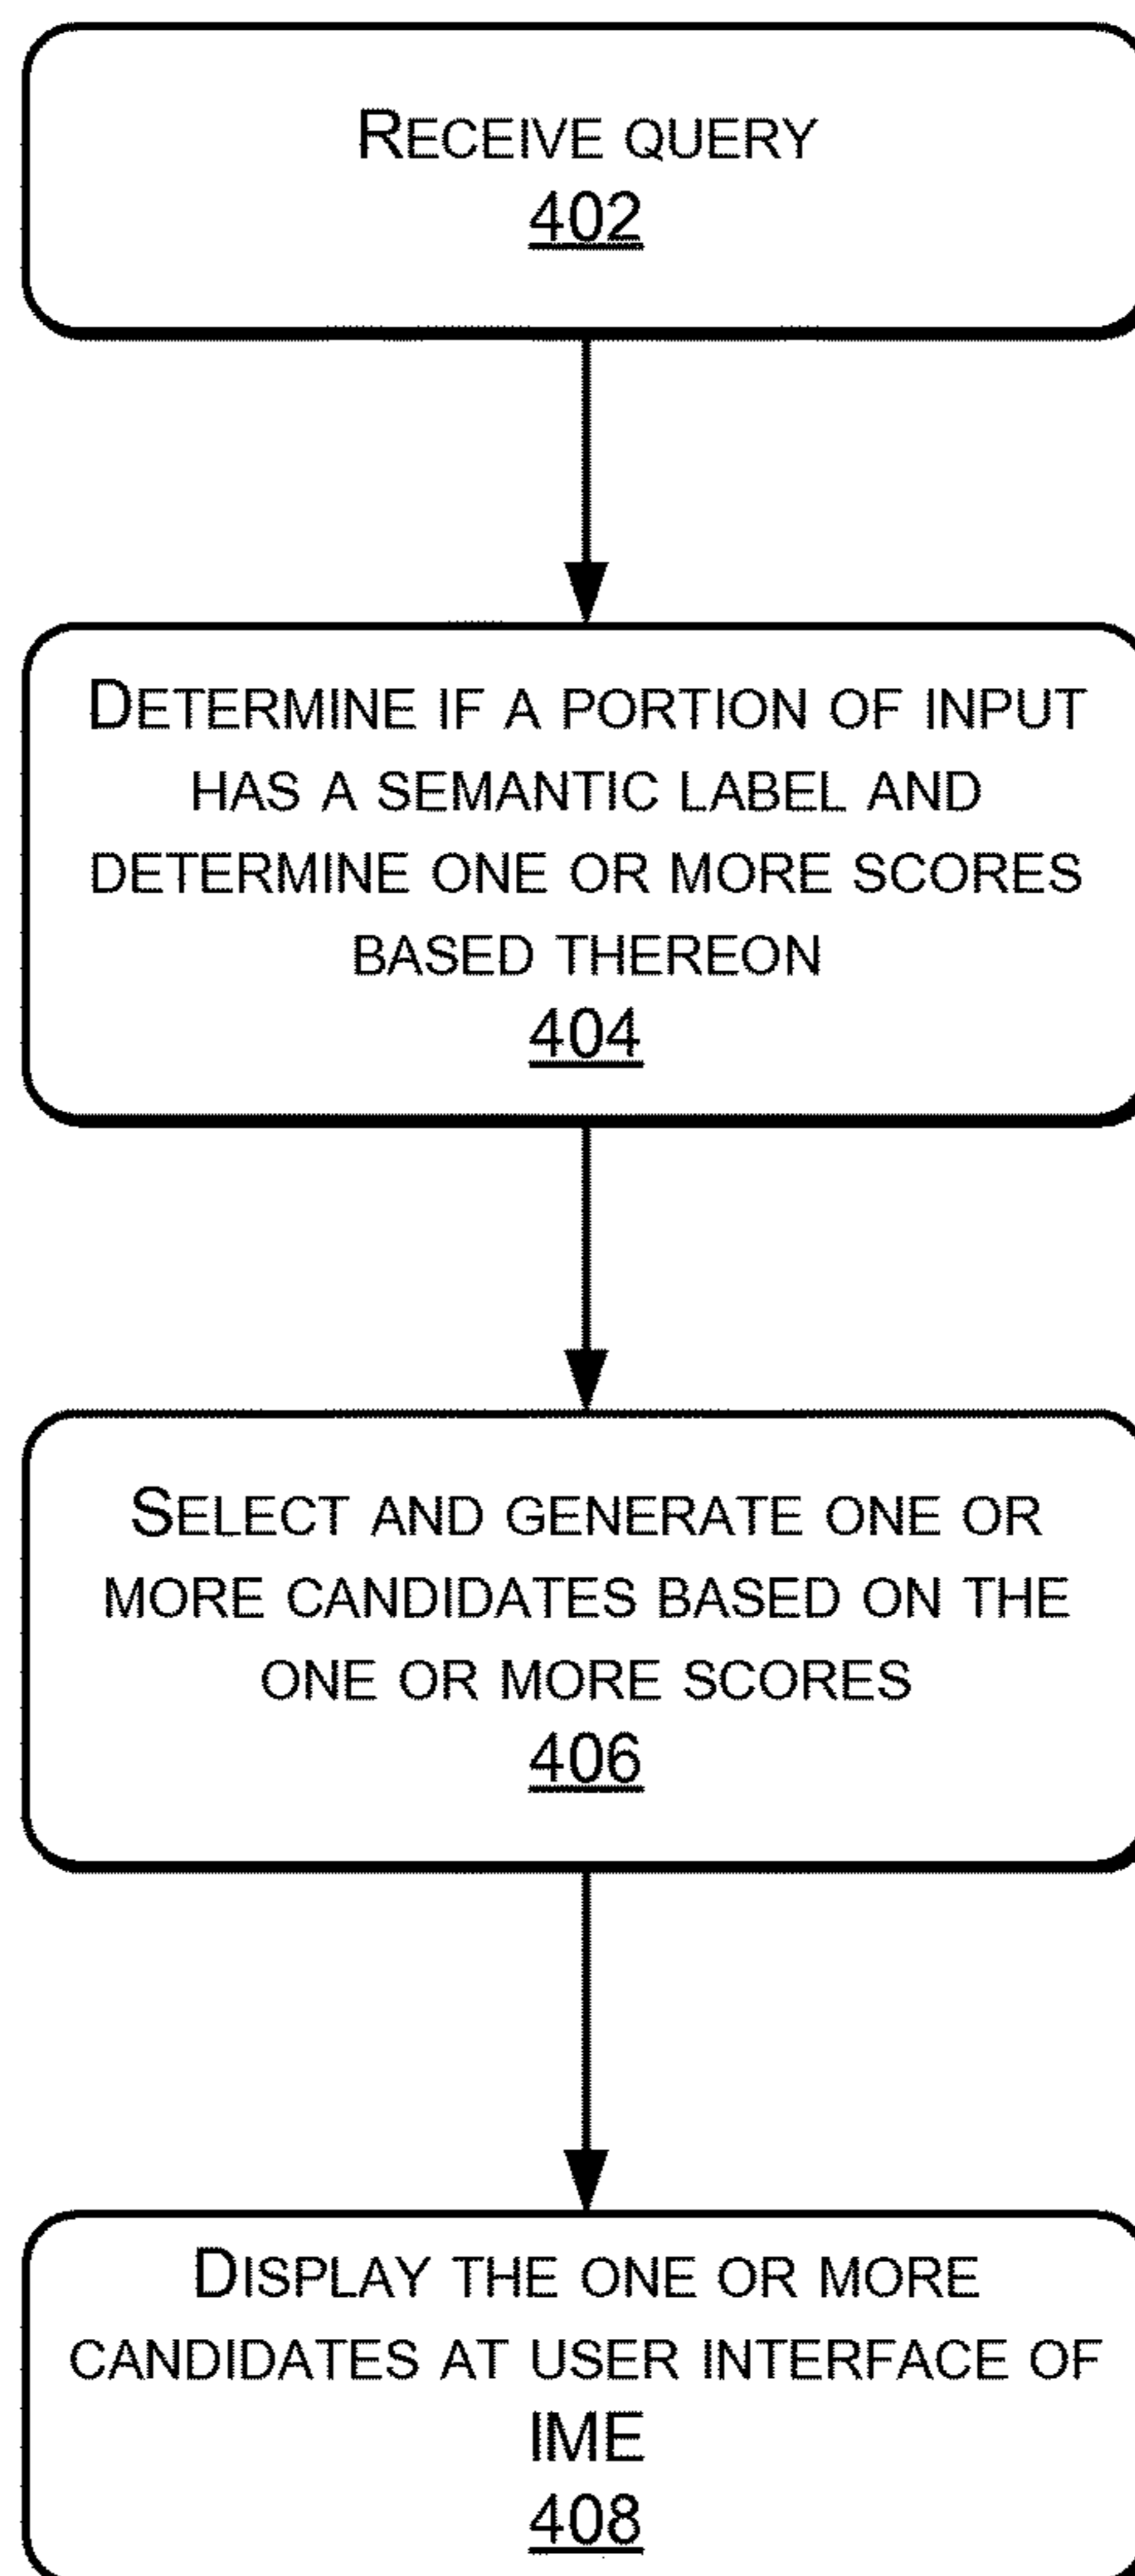 RECEIVE QUERY
402
DETERMINE IF A PORTION OF INPUT
HAS A SEMANTIC LABEL AND
DETERMINE ONE OR MORE SCORES
BASED THEREON
404
SELECT AND GENERATE ONE OR
MORE CANDIDATES BASED ON THE
ONE OR MORE SCORES
406
DISPLAY THE ONE OR MORE
CANDIDATES AT USER INTERFACE OF
IME
408